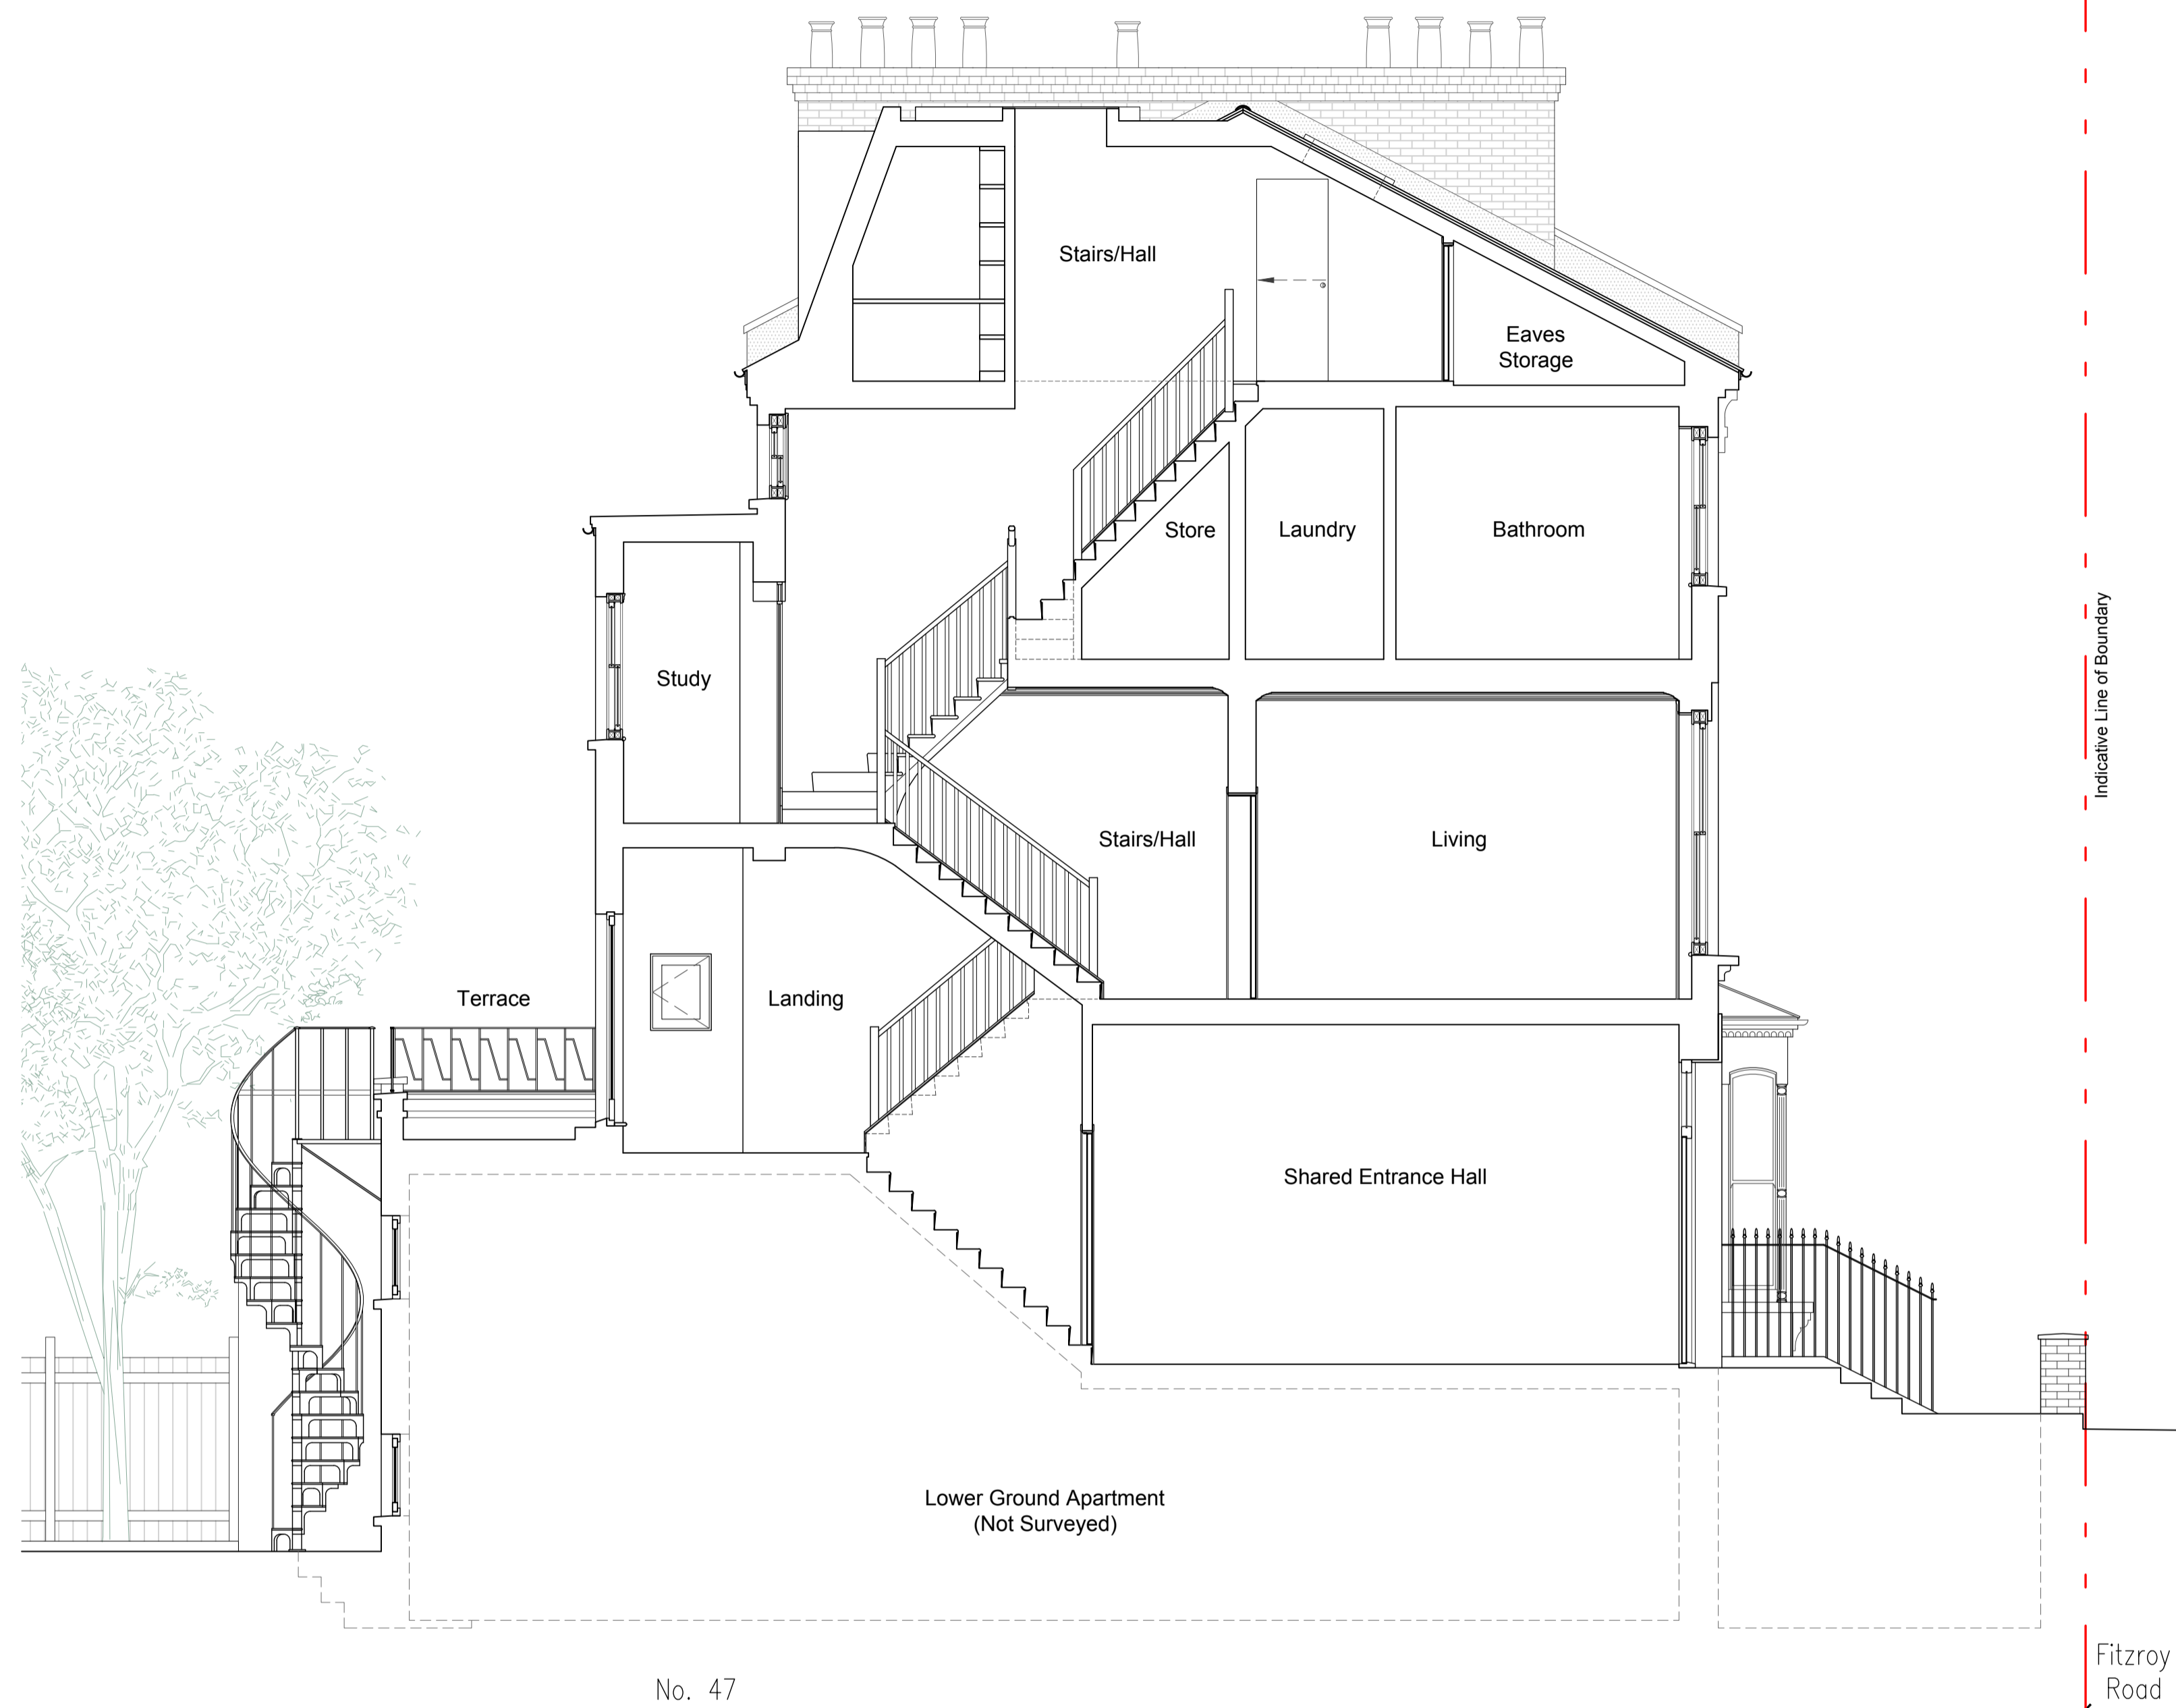 Stairs/Hall
Eaves
Storage
Store
Laundry
Bathroom
Indicative Line of Boundary
Study
Stairs/Hall
Living
Terrace
Landing
Shared Entrance Hall
Lower Ground Apartment
(Not Surveyed)
Fitzroy
Road
No. 47